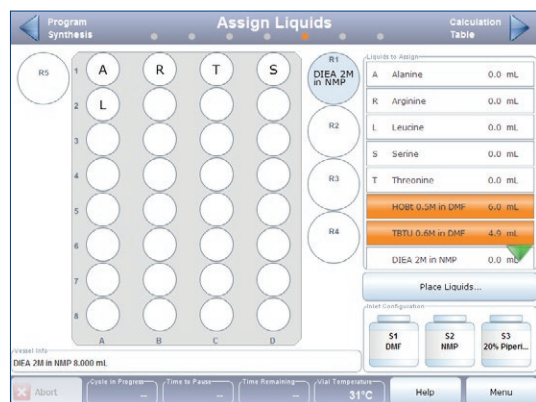 Program
Synthesis
Assign Liquids
Calculation
Table
R5
1 A R T S
2 L
3
4
5
6
7
8
A B C D
R1
DIEA 2M
in NMP
R2
R3
R4
Liquids to Assign
A Alanine 0.0 mL
R Arginine 0.0 mL
L Leucine 0.0 mL
S Serine 0.0 mL
T Threonine 0.0 mL
HOBt 0.5M in DMF 6.0 mL
TBTU 0.6M in DMF 4.9 mL
DIEA 2M in NMP 0.0 mL
Place Liquids...
Inlet Configuration
S1
DMF
S2
NMP
S3
20% Piperi...
Vessel Info
DIEA 2M in NMP 8.000 mL
Abort
Cycle in Progress
--
Time to Pause
--
Time Remaining
--
Vial Temperature
31°C
Help
Menu